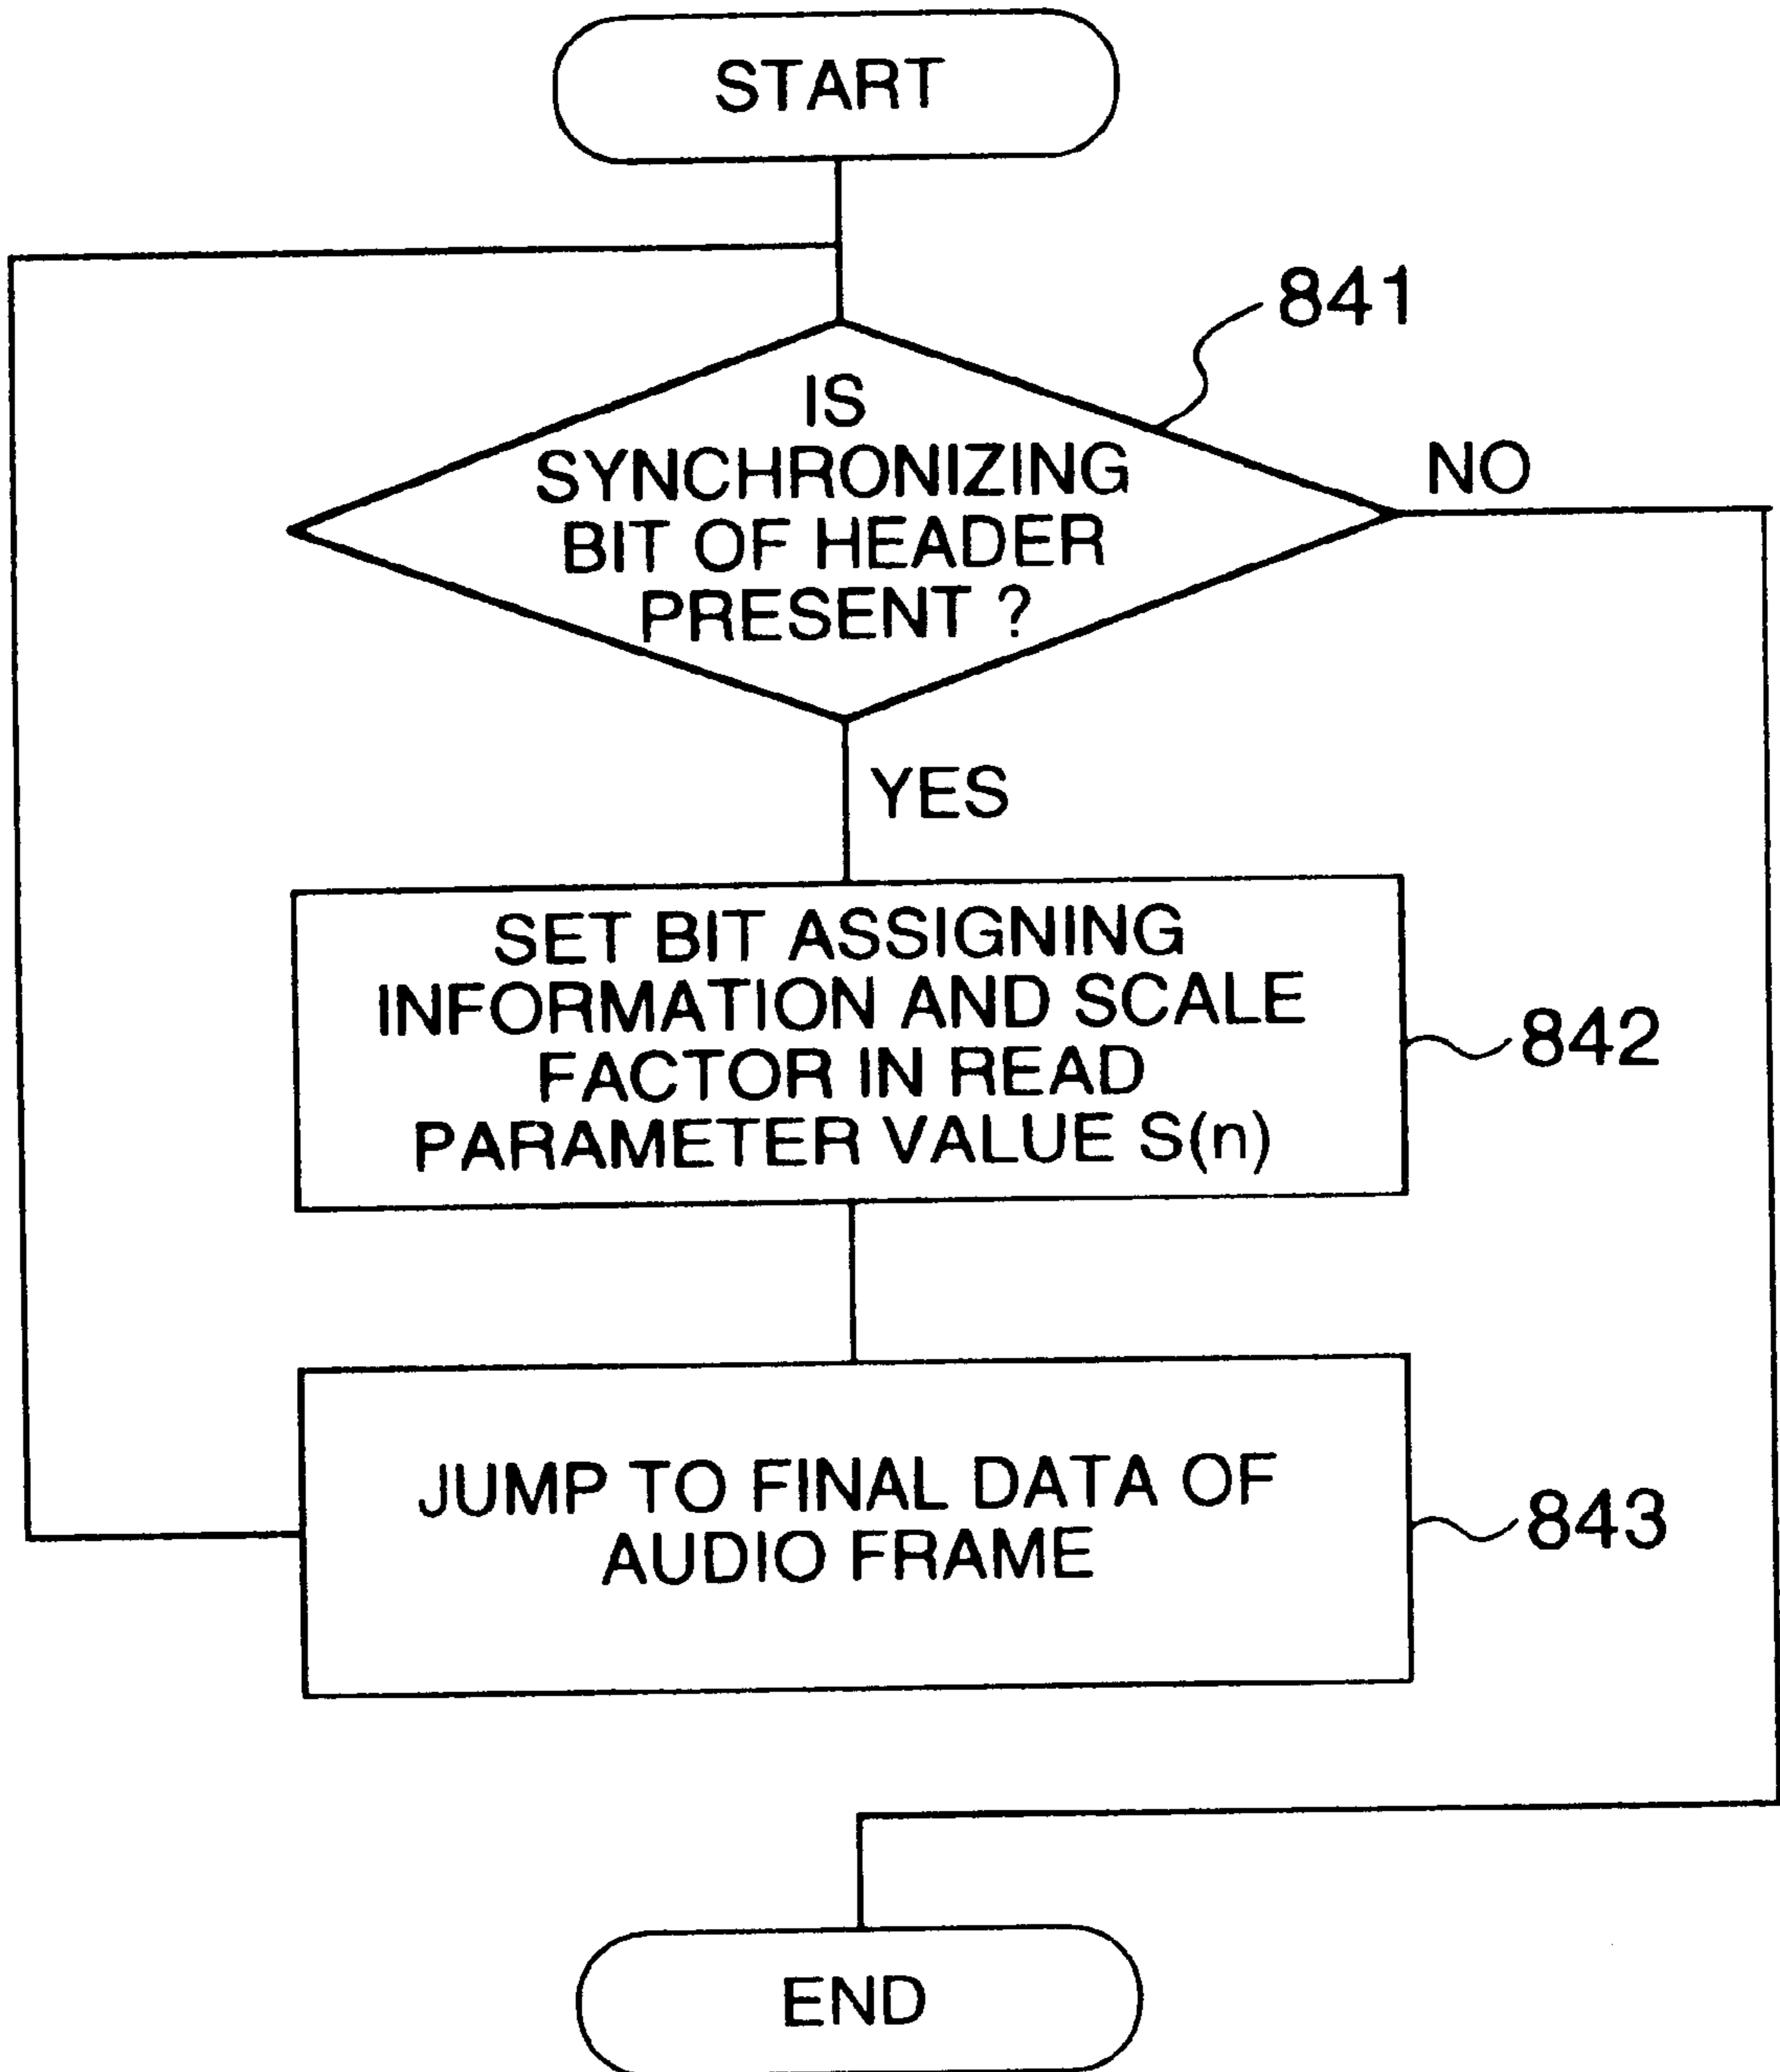 START
841
IS
SYNCHRONIZING
BIT OF HEADER
PRESENT ?
NO
YES
SET BIT ASSIGNING
INFORMATION AND SCALE
FACTOR IN READ
PARAMETER VALUE S(n)
842
JUMP TO FINAL DATA OF
AUDIO FRAME
843
END